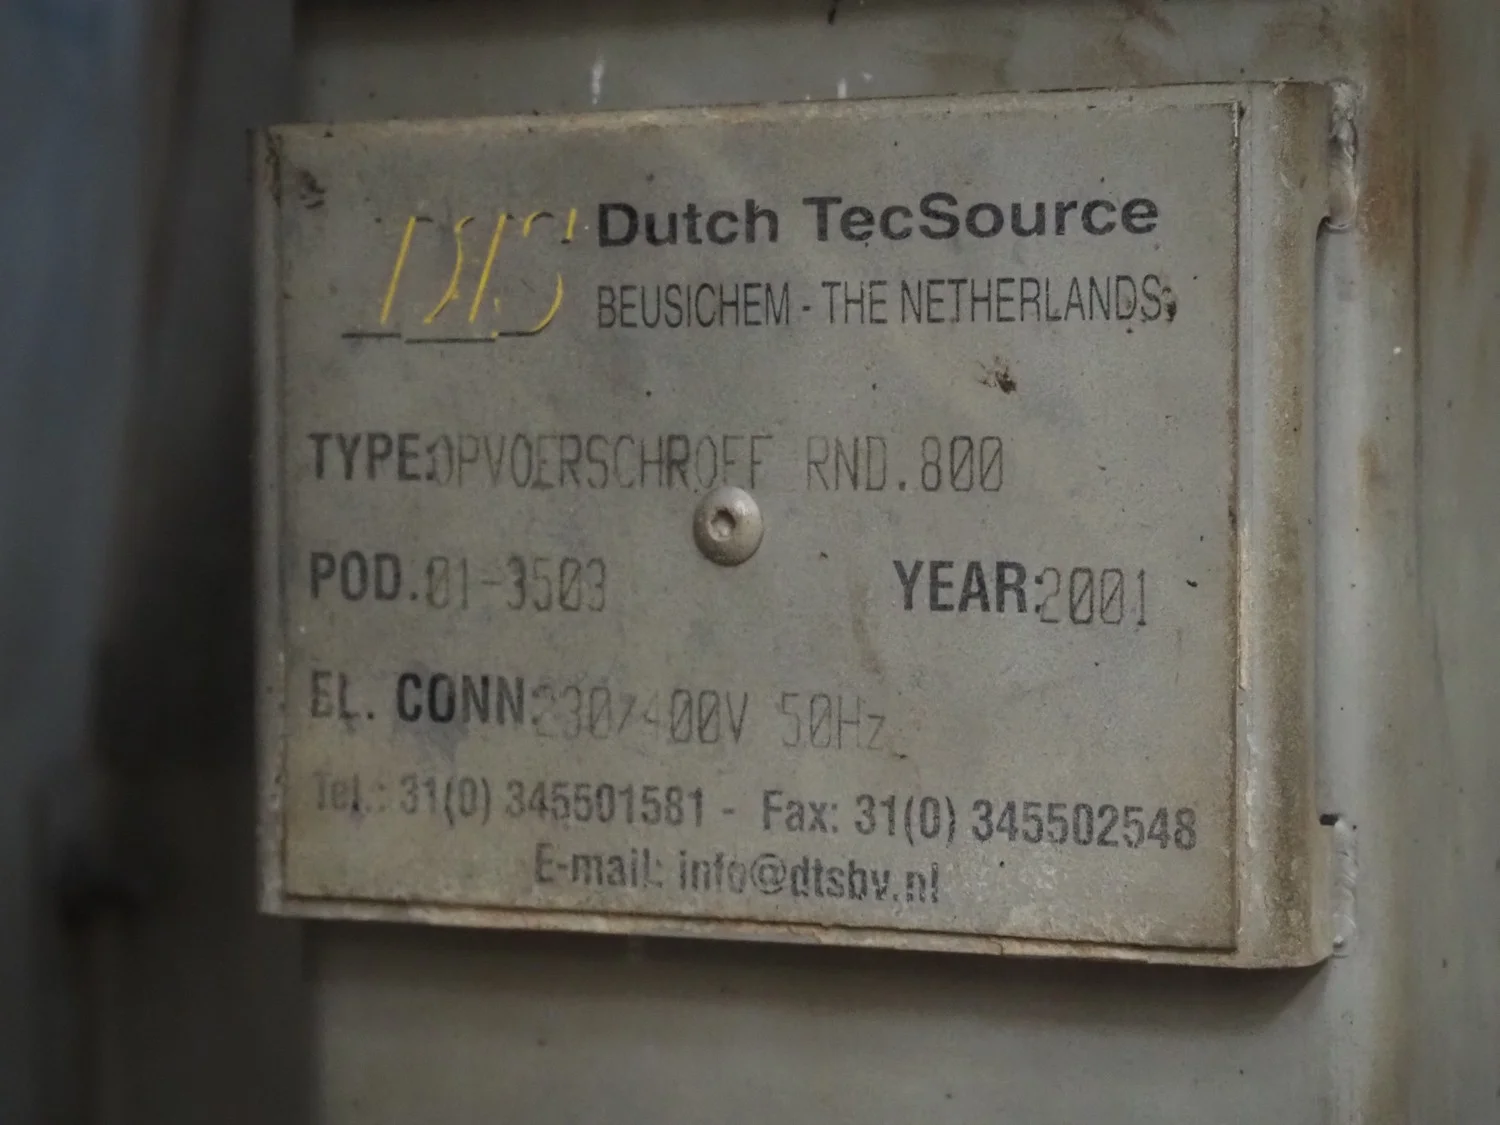 DTS Dutch TecSource
BEUSICHEM - THE NETHERLANDS
TYPE: OPVOERSCHROEF RND.800
POD. 01-3503 YEAR: 2001
EL. CONN: 230/400V 50Hz
Tel.: 31(0) 345501581 - Fax: 31(0) 345502548
E-mail: info@dtsbv.nl